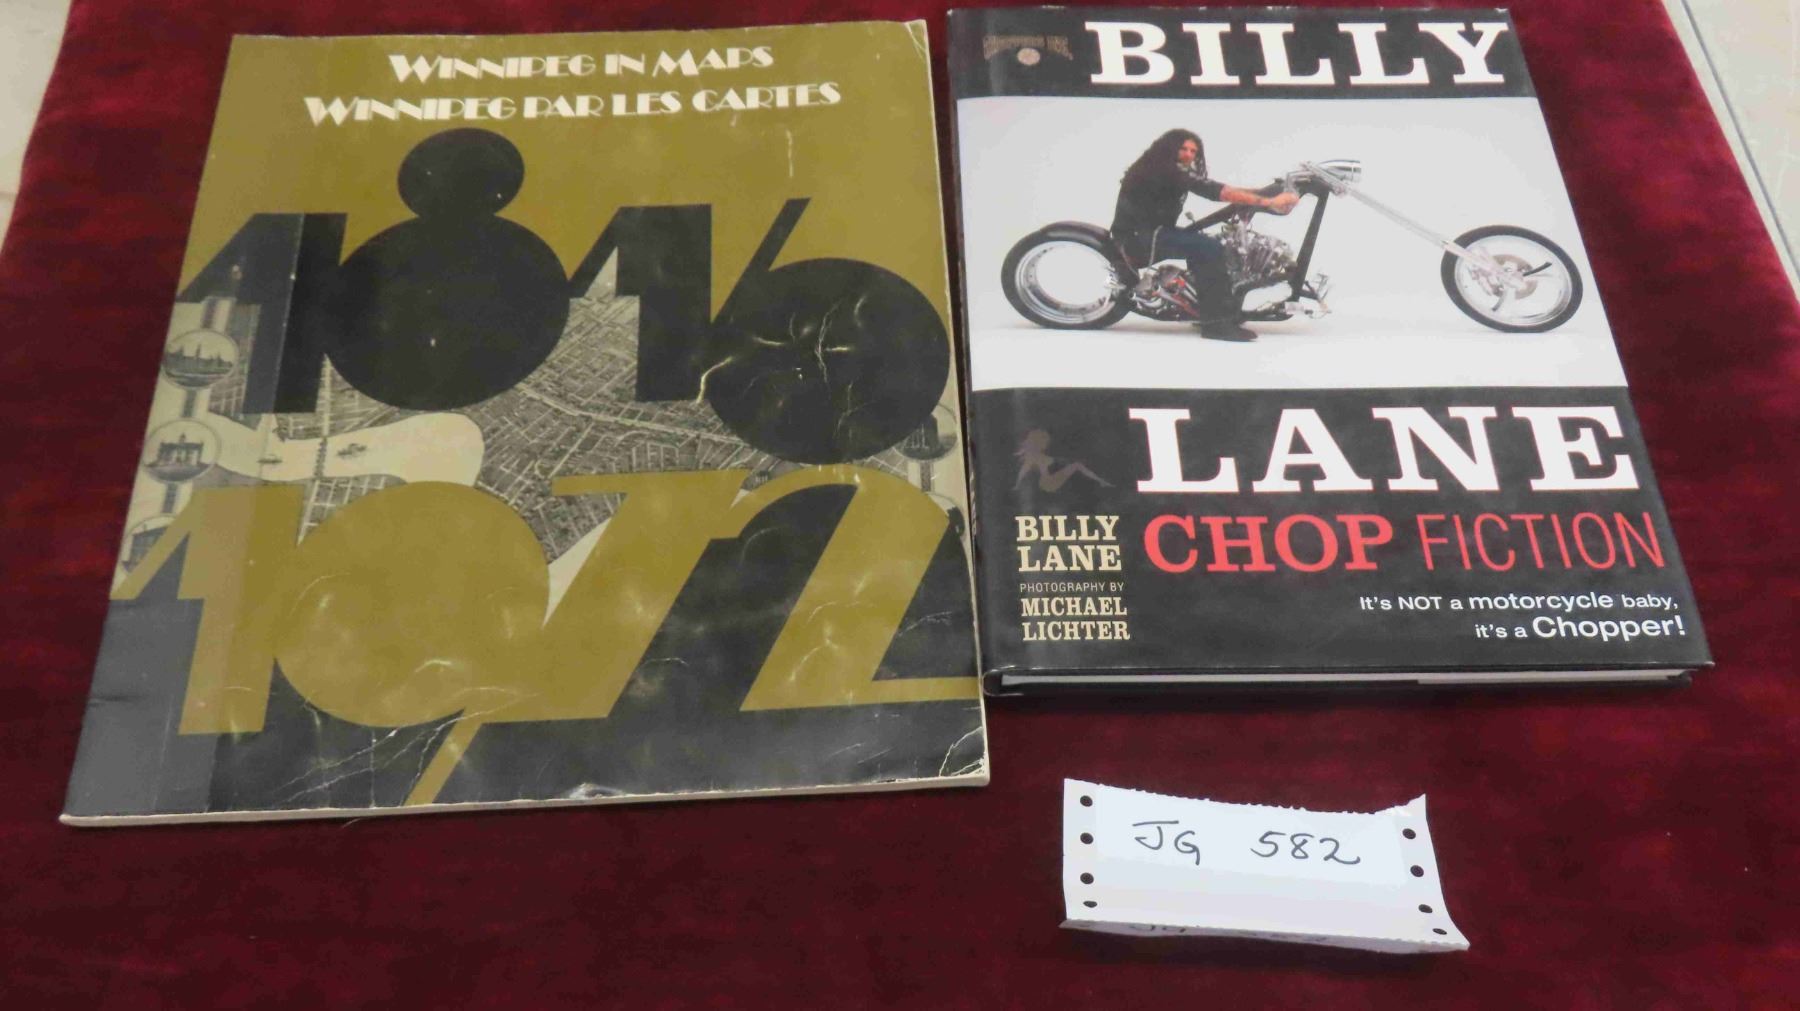 WINNIPEG IN MAPS
WINNIPEG PAR LES CARTES
1816
1972
BILLY
LANE
CHOP FICTION
BILLY
LANE
PHOTOGRAPHY BY
MICHAEL
LICHTER
It's NOT a motorcycle baby,
it's a Chopper!
JG 582